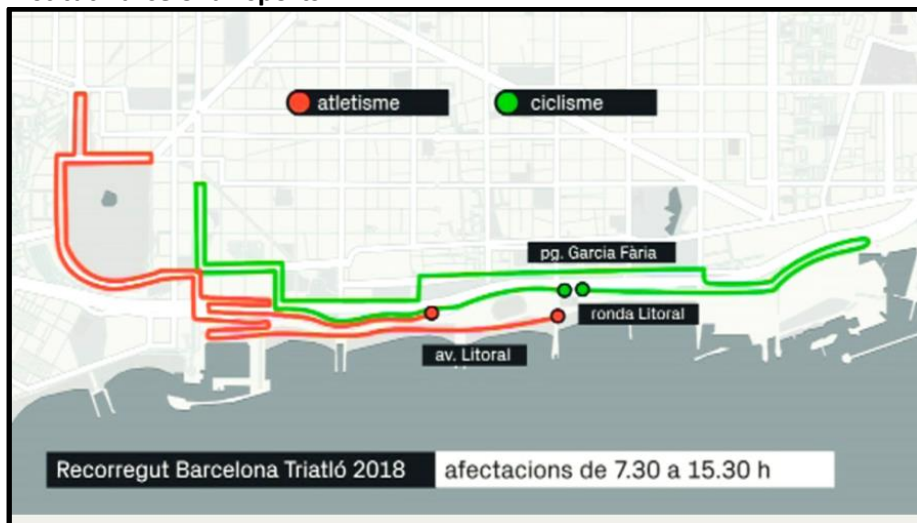 atletisme
ciclisme
pg. Garcia Fària
ronda Litoral
av. Litoral
Recorregut Barcelona Triatló 2018
afectacions de 7.30 a 15.30 h